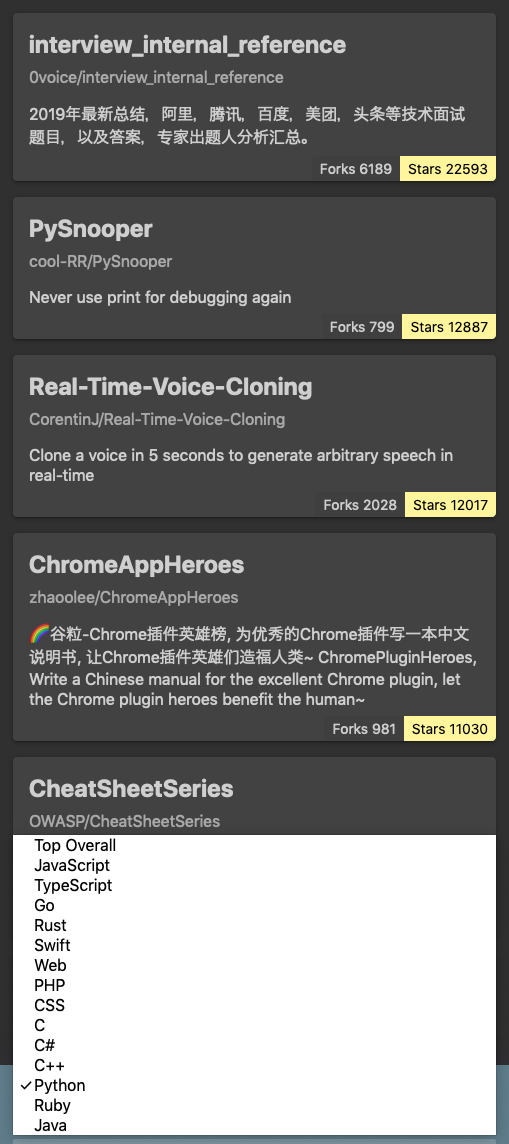 interview_internal_reference
0voice/interview_internal_reference
2019年最新总结，阿里，腾讯，百度，美团，头条等技术面试
题目，以及答案，专家出题人分析汇总。
Forks 6189 Stars 22593
PySnooper
cool-RR/PySnooper
Never use print for debugging again
Forks 799 Stars 12887
Real-Time-Voice-Cloning
CorentinJ/Real-Time-Voice-Cloning
Clone a voice in 5 seconds to generate arbitrary speech in
real-time
Forks 2028 Stars 12017
ChromeAppHeroes
zhaoolee/ChromeAppHeroes
🌈谷粒-Chrome插件英雄榜, 为优秀的Chrome插件写一本中文
说明书, 让Chrome插件英雄们造福人类~ ChromePluginHeroes,
Write a Chinese manual for the excellent Chrome plugin, let
the Chrome plugin heroes benefit the human~
Forks 981 Stars 11030
CheatSheetSeries
OWASP/CheatSheetSeries
Top Overall
JavaScript
TypeScript
Go
Rust
Swift
Web
PHP
CSS
C
C#
C++
✓Python
Ruby
Java